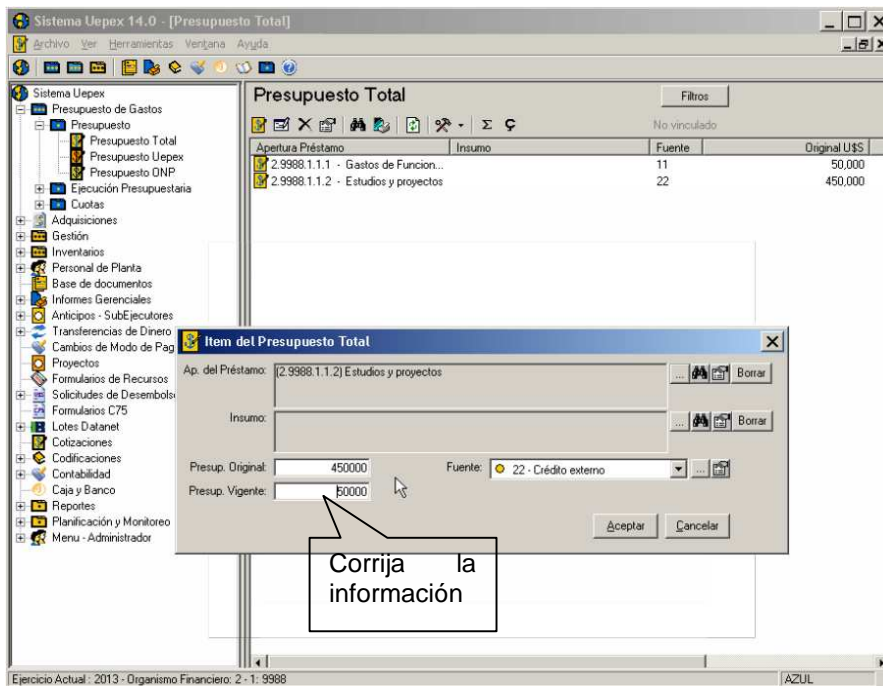 Sistema Uepex 14.0 - [Presupuesto Total]
Archivo Ver Herramientas Ventana Ayuda
Sistema Uepex
Presupuesto de Gastos
Presupuesto
Presupuesto Total
Presupuesto Uepex
Presupuesto ONP
Ejecución Presupuestaria
Cuotas
Adquisiciones
Gestión
Inventarios
Personal de Planta
Base de documentos
Informes Gerenciales
Anticipos - SubEjecutores
Transferencias de Dinero
Cambios de Modo de Pag
Proyectos
Formularios de Recursos
Solicitudes de Desembols
Formularios C75
Lotes Datanet
Cotizaciones
Codificaciones
Contabilidad
Caja y Banco
Reportes
Planificación y Monitoreo
Menu - Administrador
Presupuesto Total
Filtros
Σ Ç
No vinculado
Apertura Préstamo Insumo Fuente Original U$S
2.9988.1.1.1 - Gastos de Funcion... 11 50,000
2.9988.1.1.2 - Estudios y proyectos 22 450,000
Item del Presupuesto Total
Ap. del Préstamo: (2.9988.1.1.2) Estudios y proyectos ... Borrar
Insumo: ... Borrar
Presup. Original: 450000 Fuente: 22 - Crédito externo ...
Presup. Vigente: 50000
Aceptar Cancelar
Corrija la
información
Ejercicio Actual : 2013 - Organismo Financiero: 2 - 1: 9988 AZUL